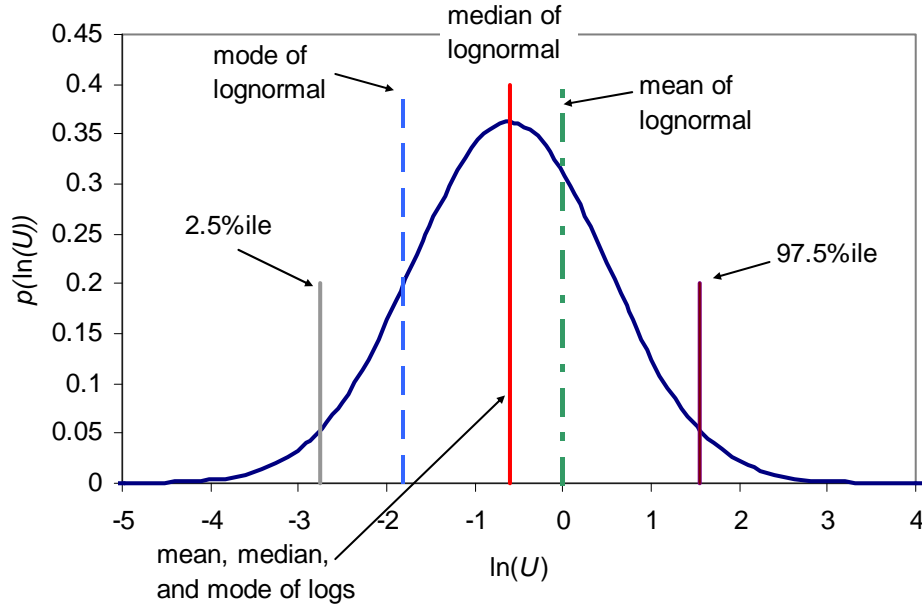 median of
lognormal
mode of
lognormal
mean of
lognormal
2.5%ile
97.5%ile
p(ln(U))
0.45
0.4
0.35
0.3
0.25
0.2
0.15
0.1
0.05
0
-5
-4
-3
-2
-1
0
1
2
3
4
ln(U)
mean, median,
and mode of logs